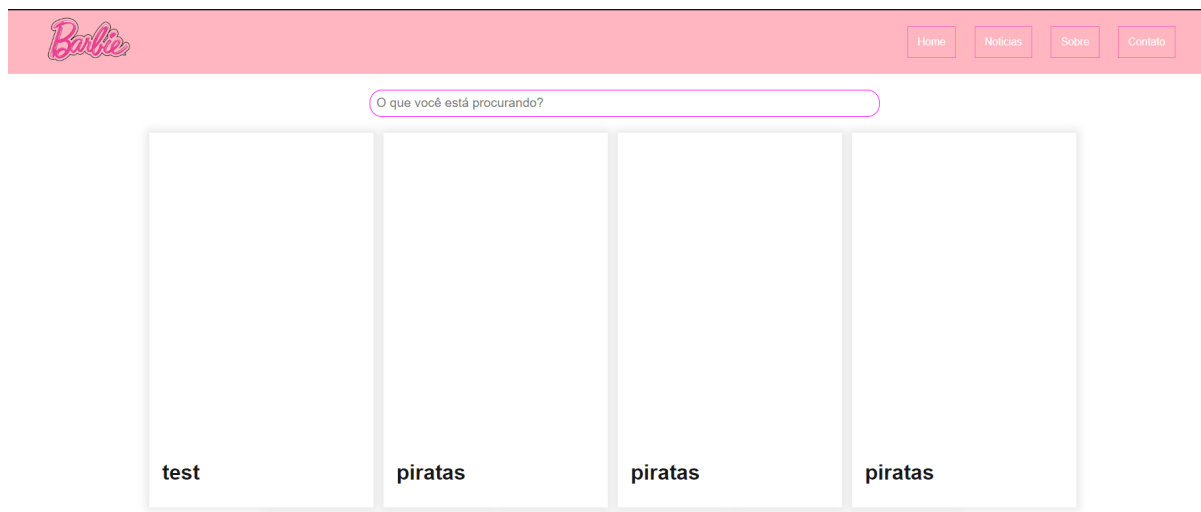 Barbie
Home Noticias Sobre Contato
O que você está procurando?
test piratas piratas piratas